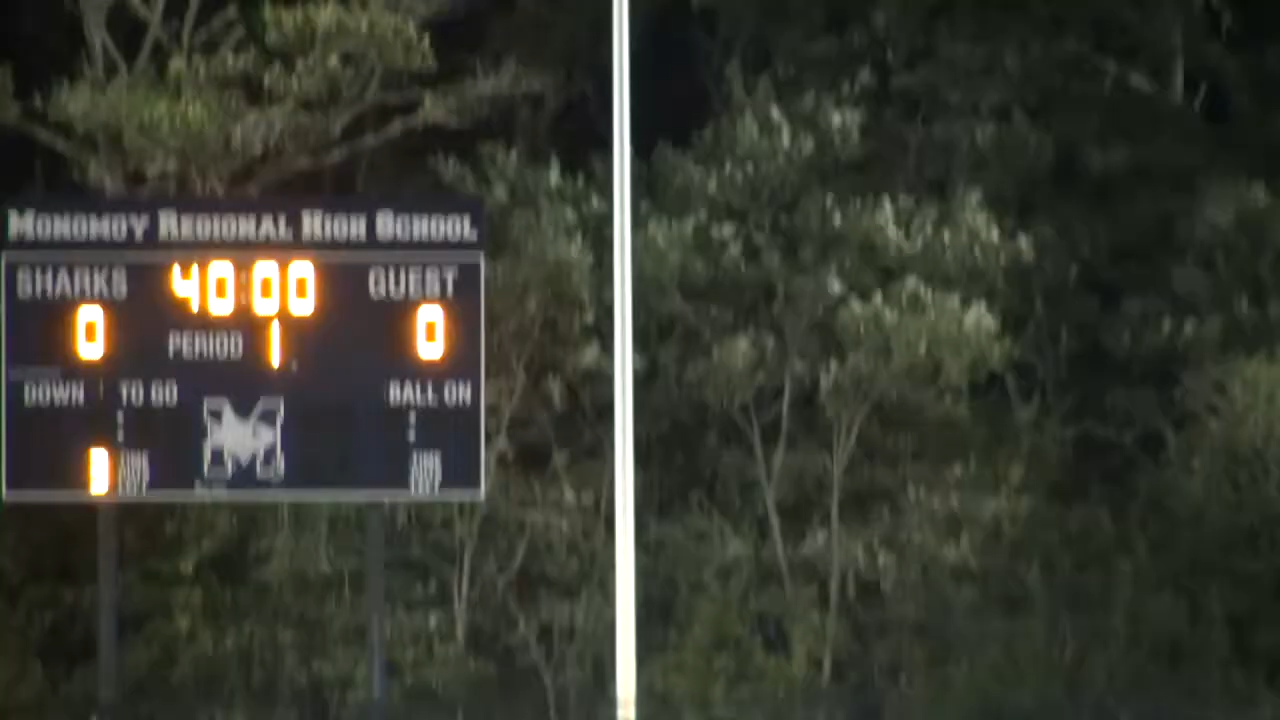 MONOMOY REGIONAL HIGH SCHOOL
SHARKS 40:00 GUEST
0 PERIOD 1 0
DOWN TO GO BALL ON
M